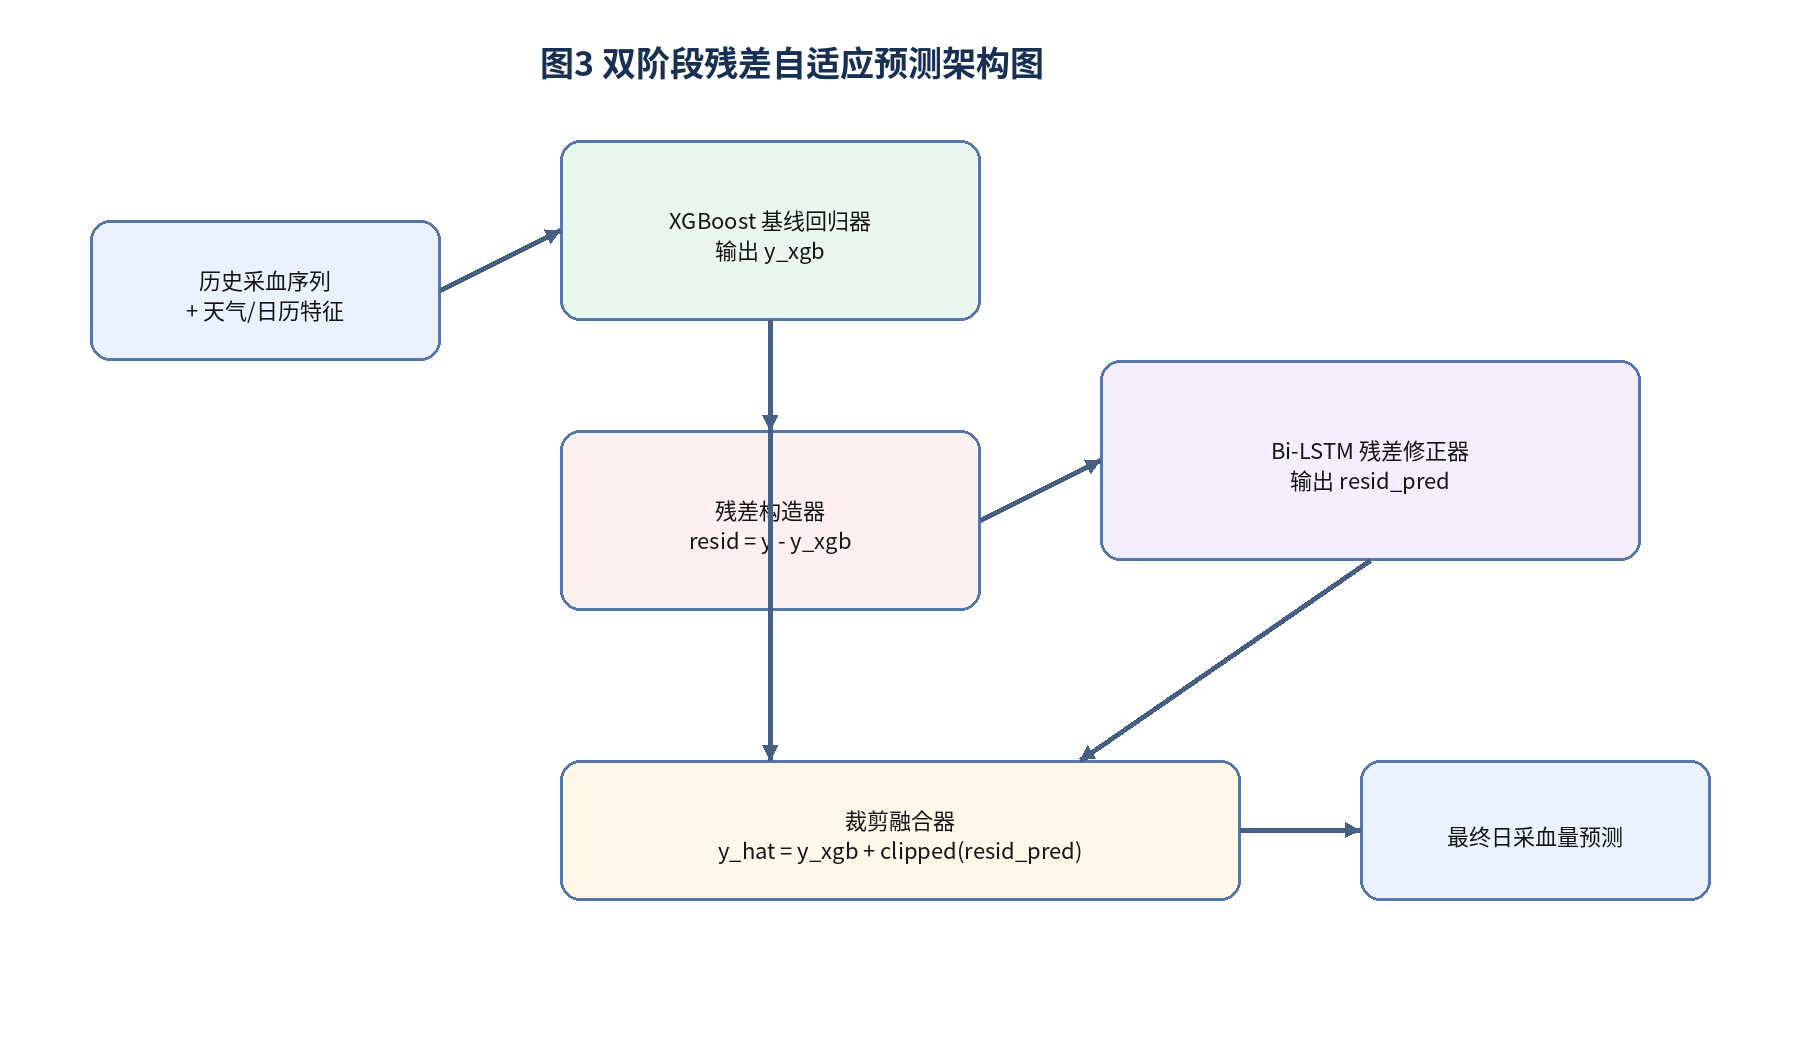 图3 双阶段残差自适应预测架构图
XGBoost 基线回归器
输出 y_xgb
历史采血序列
+ 天气/日历特征
Bi-LSTM 残差修正器
输出 resid_pred
残差构造器
resid = y - y_xgb
裁剪融合器
y_hat = y_xgb + clipped(resid_pred)
最终日采血量预测